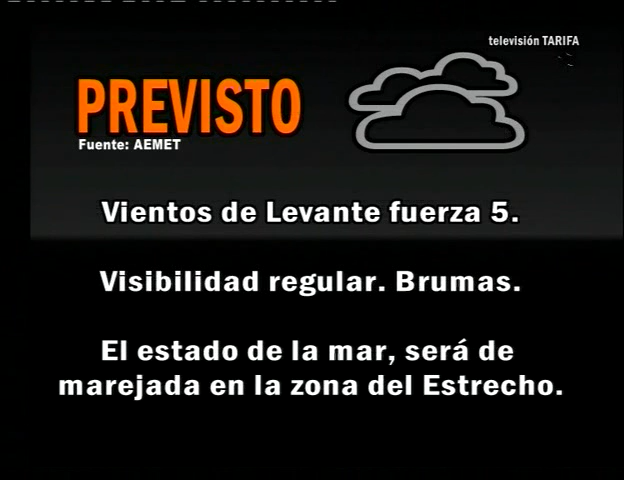 televisión TARIFA
PREVISTO
Fuente: AEMET
Vientos de Levante fuerza 5.
Visibilidad regular. Brumas.
El estado de la mar, será de
marejada en la zona del Estrecho.